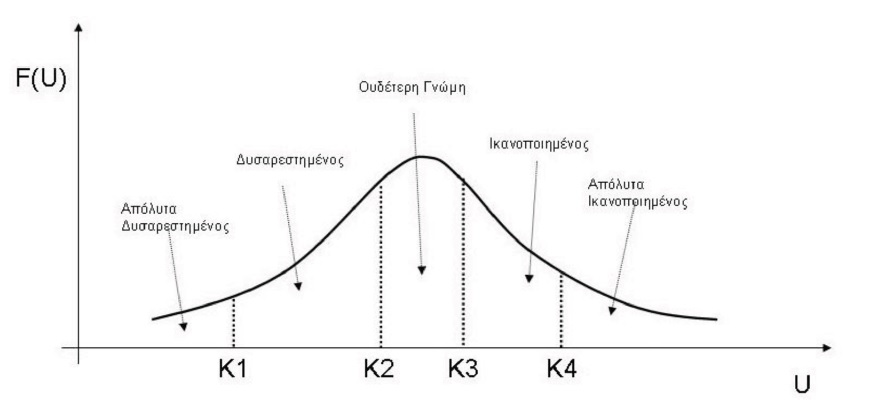 F(U)
Ουδέτερη Γνώμη
Δυσαρεστημένος
Ικανοποιημένος
Απόλυτα
Δυσαρεστημένος
Απόλυτα
Ικανοποιημένος
K1
K2
K3
K4
U